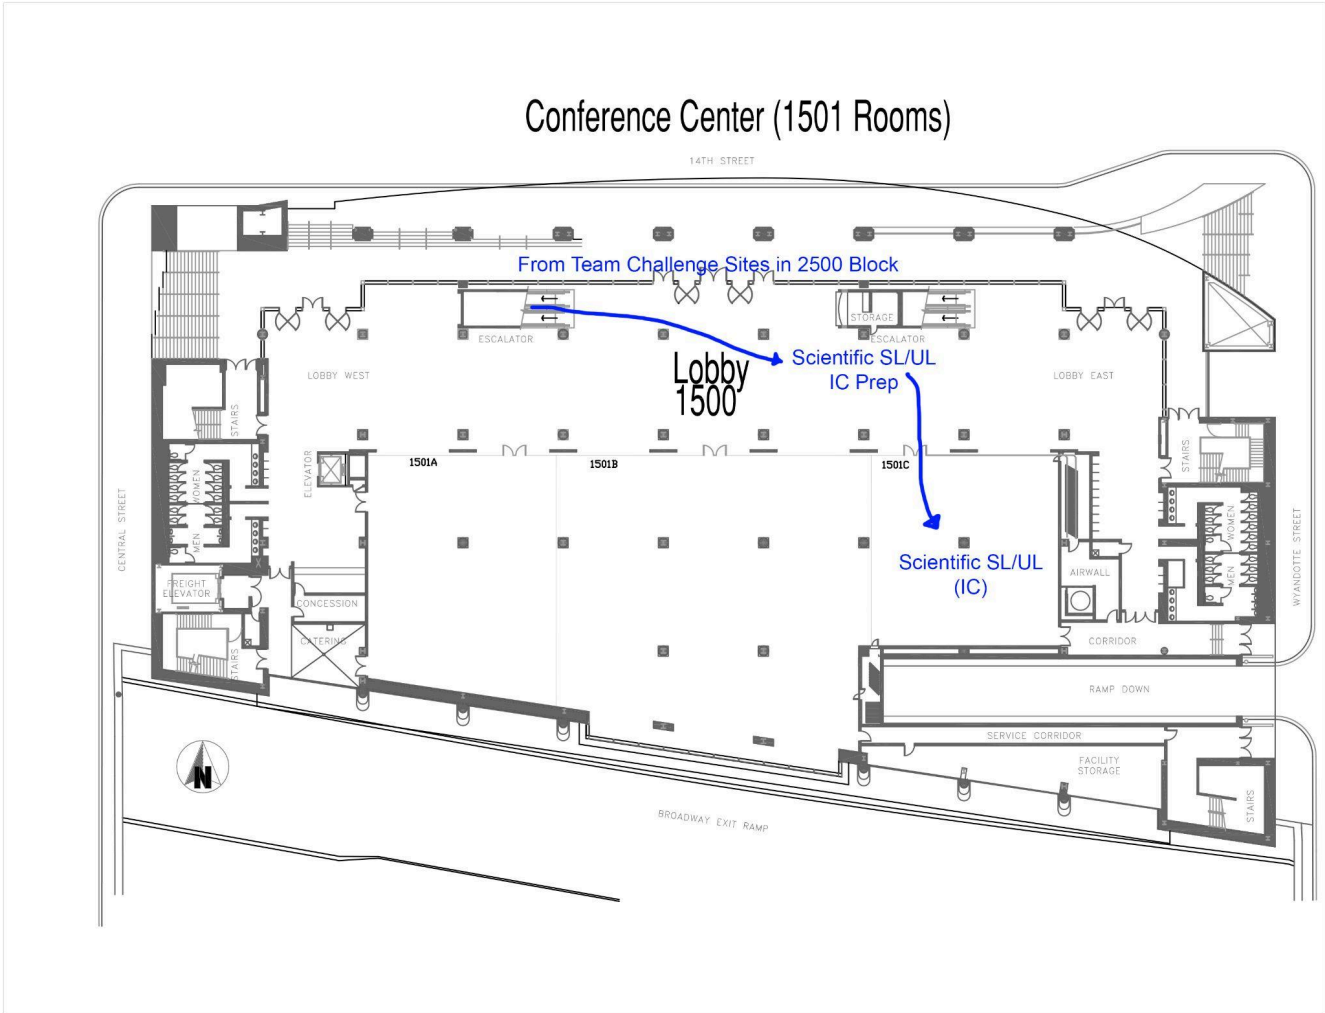 Conference Center (1501 Rooms)
14TH STREET
From Team Challenge Sites in 2500 Block
STORAGE
ESCALATOR
ESCALATOR
Lobby
1500
Scientific SL/UL
IC Prep
LOBBY WEST
LOBBY EAST
STAIRS
STAIRS
1501A
1501B
1501C
ELEVATOR
WOMEN
MEN
WOMEN
MEN
CENTRAL STREET
WYANDOTTE STREET
Scientific SL/UL
(IC)
AIRWALL
FREIGHT
ELEVATOR
CONCESSION
CATERING
STAIRS
CORRIDOR
RAMP DOWN
SERVICE CORRIDOR
FACILITY
STORAGE
STAIRS
N
BROADWAY EXIT RAMP